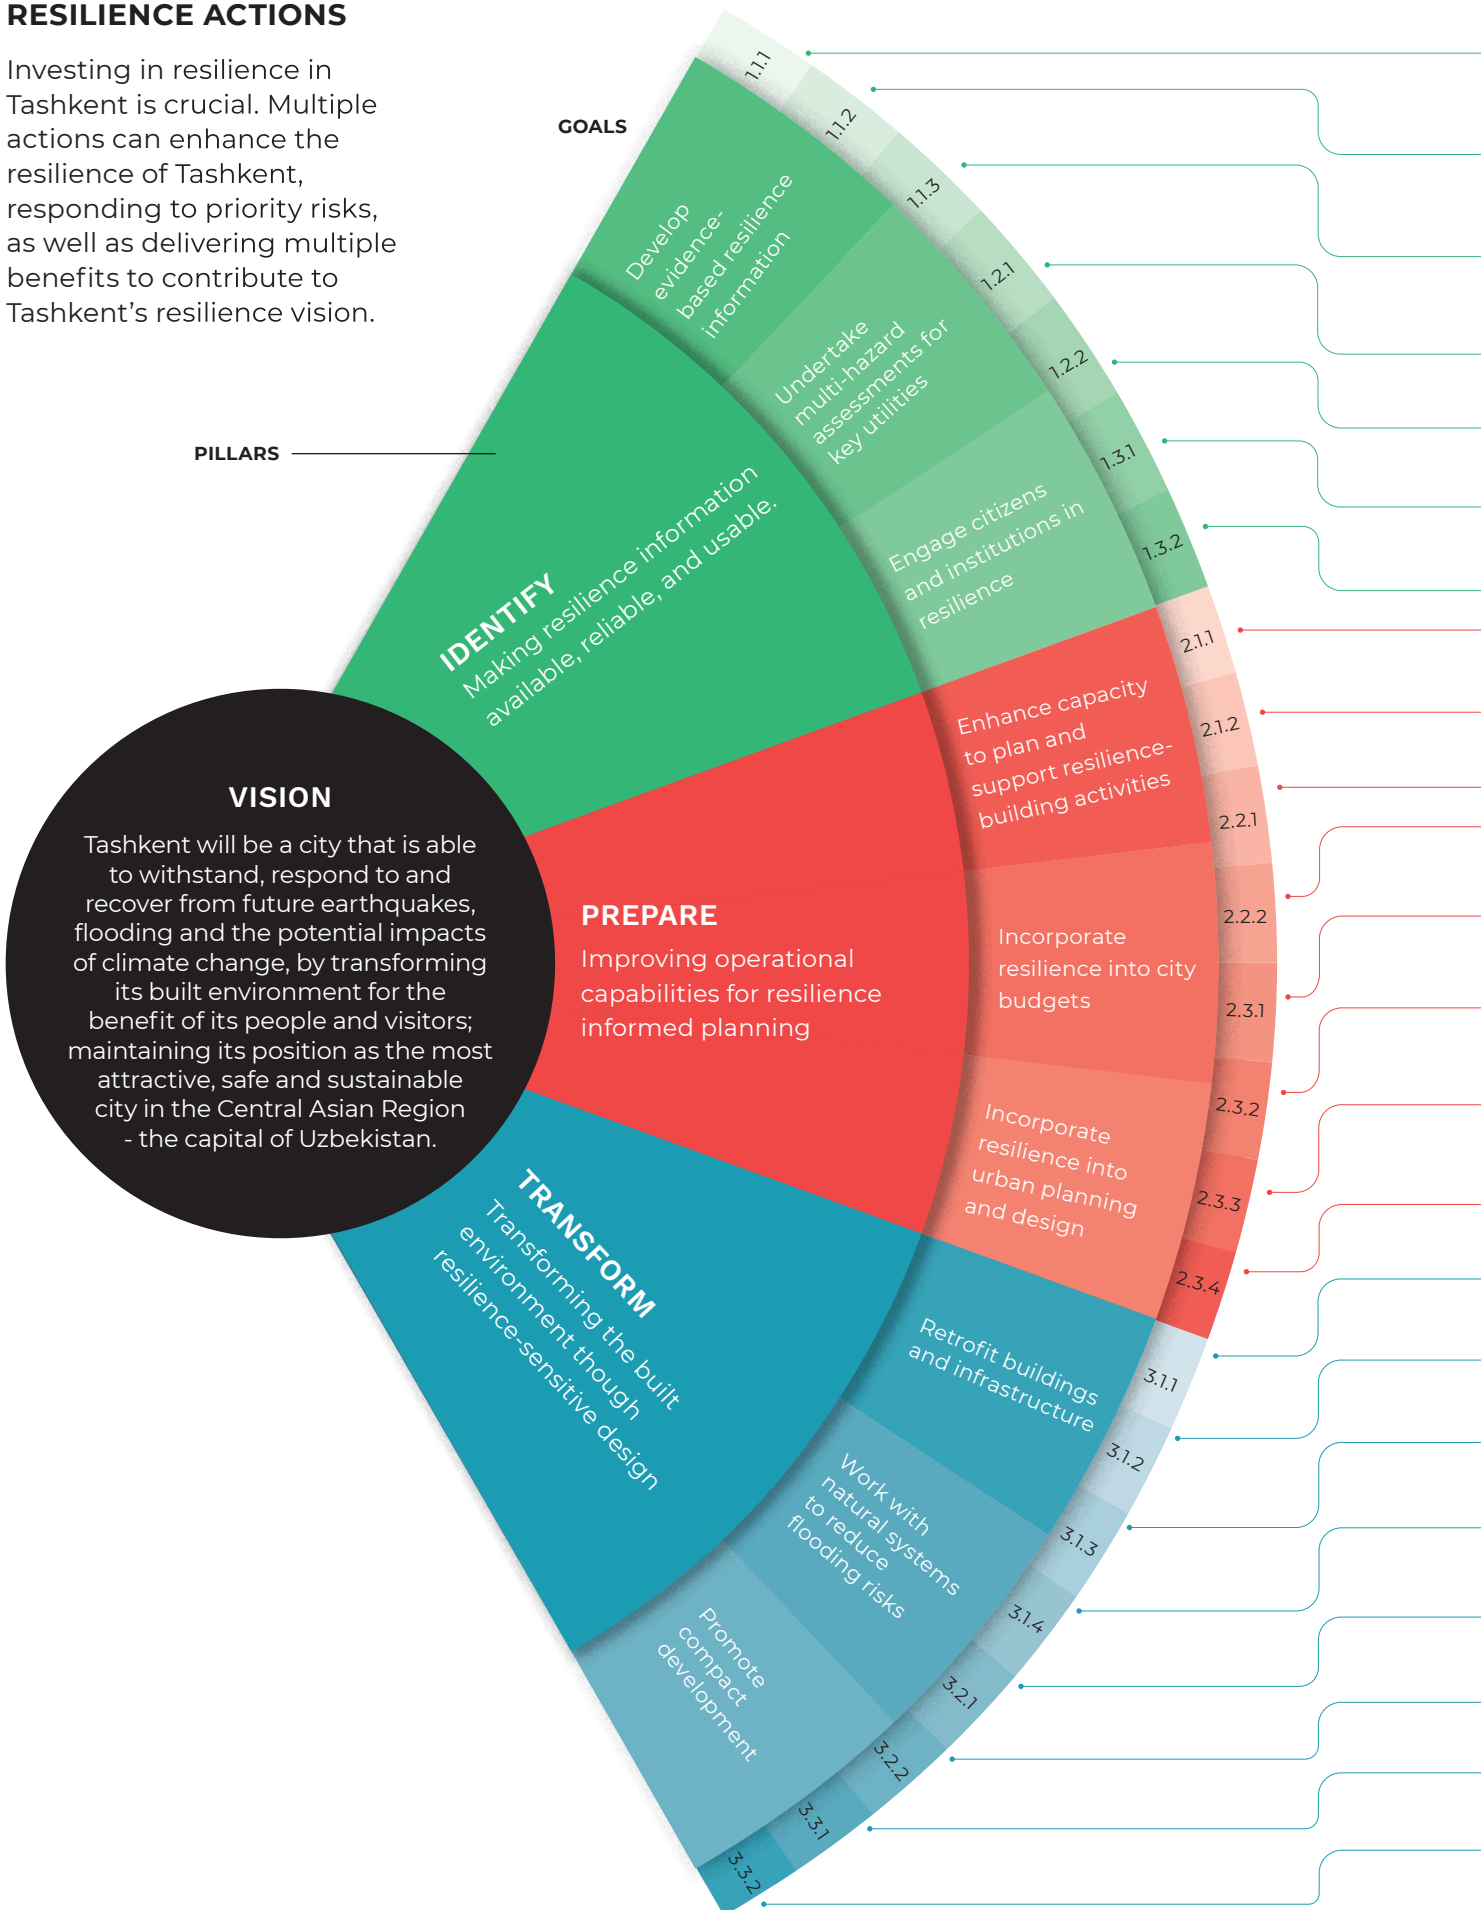 RESILIENCE ACTIONS
Investing in resilience in
Tashkent is crucial. Multiple
actions can enhance the
resilience of Tashkent,
responding to priority risks,
as well as delivering multiple
benefits to contribute to
Tashkent's resilience vision.
GOALS
PILLARS
VISION
Tashkent will be a city that is able
to withstand, respond to and
recover from future earthquakes,
flooding and the potential impacts
of climate change, by transforming
its built environment for the
benefit of its people and visitors;
maintaining its position as the most
attractive, safe and sustainable
city in the Central Asian Region
- the capital of Uzbekistan.
IDENTIFY
Making resilience information
available, reliable, and usable.
Develop
evidence-
based resilience
information
Undertake
multi-hazard
assessments for
key utilities
Engage citizens
and institutions in
resilience
1.1.1
1.1.2
1.1.3
1.2.1
1.2.2
1.3.1
1.3.2
PREPARE
Improving operational
capabilities for resilience
informed planning
Enhance capacity
to plan and
support resilience-
building activities
Incorporate
resilience into city
budgets
Incorporate
resilience into
urban planning
and design
2.1.1
2.1.2
2.2.1
2.2.2
2.3.1
2.3.2
2.3.3
2.3.4
TRANSFORM
Transforming the built
environment though
resilience-sensitive design
Retrofit buildings
and infrastructure
Work with
natural systems
to reduce
flooding risks
Promote
compact
development
3.1.1
3.1.2
3.1.3
3.1.4
3.2.1
3.2.2
3.3.1
3.3.2